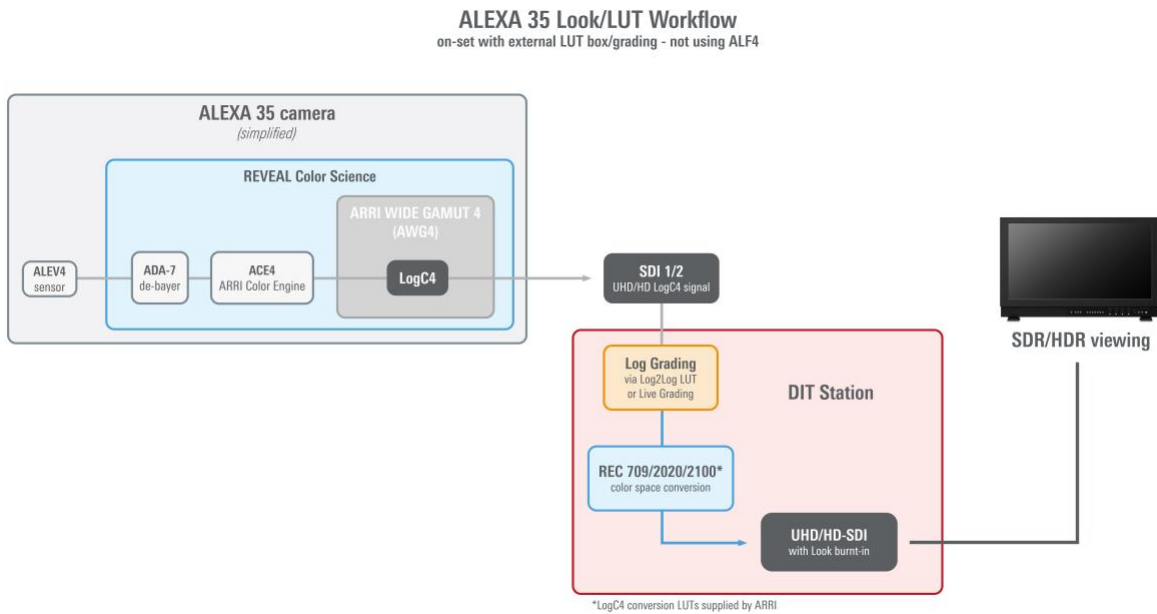 ALEXA 35 Look/LUT Workflow
on-set with external LUT box/grading - not using ALF4
ALEXA 35 camera
(simplified)
REVEAL Color Science
ARRI WIDE GAMUT 4
(AWG4)
ALEV4
sensor
ADA-7
de-bayer
ACE4
ARRI Color Engine
LogC4
SDI 1/2
UHD/HD LogC4 signal
SDR/HDR viewing
Log Grading
via Log2Log LUT
or Live Grading
DIT Station
REC 709/2020/2100*
color space conversion
UHD/HD-SDI
with Look burnt-in
*LogC4 conversion LUTs supplied by ARRI